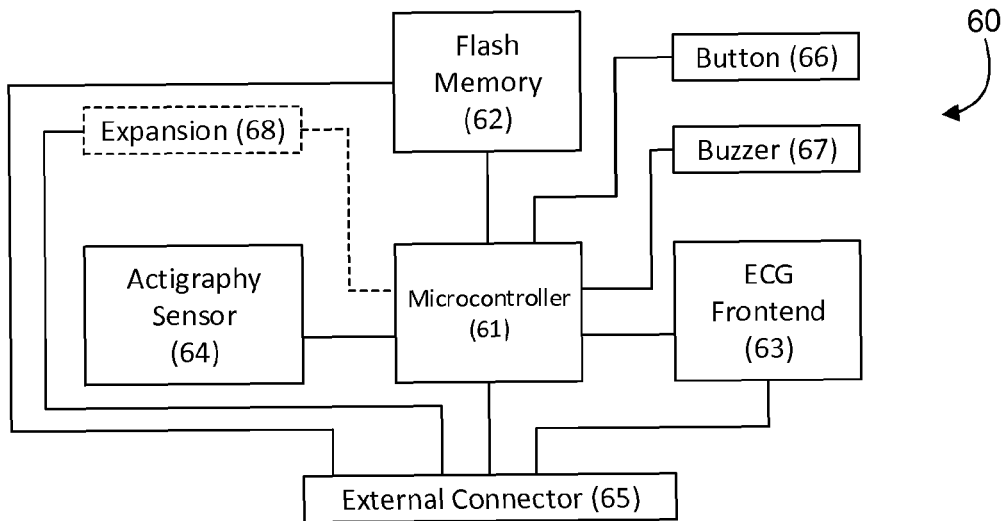 60
Flash
Memory
(62)
Button (66)
Expansion (68)
Buzzer (67)
Actigraphy
Sensor
(64)
Microcontroller
(61)
ECG
Frontend
(63)
External Connector (65)